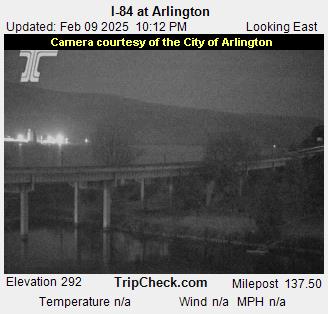 I-84 at Arlington
Updated: Feb 09 2025 10:12 PM Looking East
Camera courtesy of the City of Arlington
Elevation 292 TripCheck.com Milepost 137.50
Temperature n/a Wind n/a MPH n/a